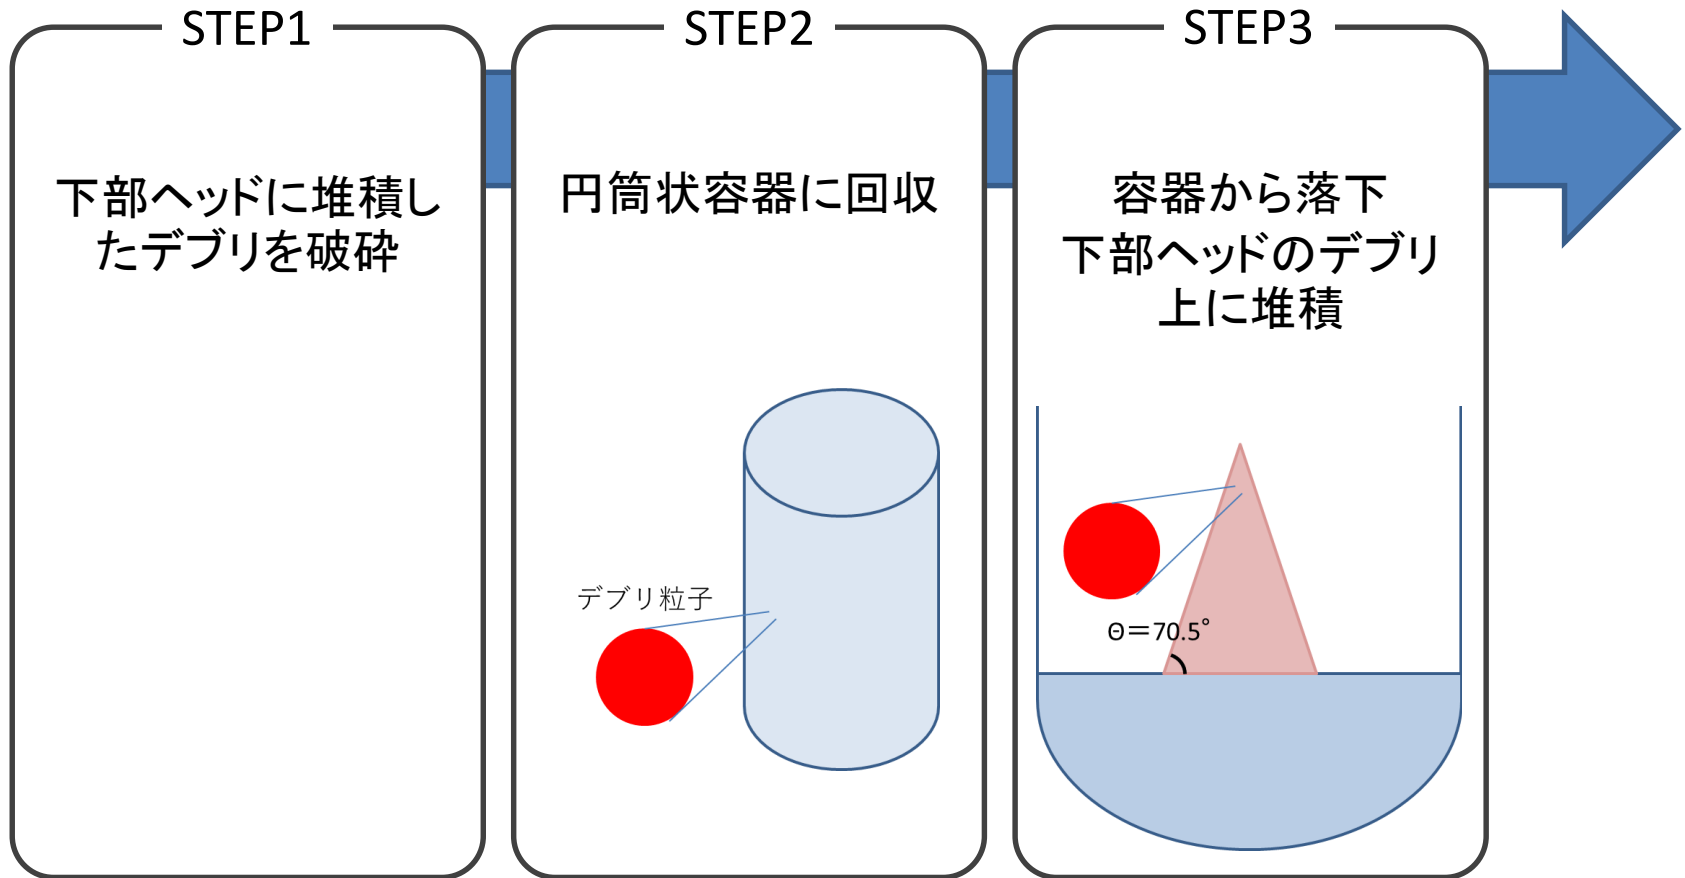 STEP1
下部ヘッドに堆積し
たデブリを破砕
STEP2
円筒状容器に回収
デブリ粒子
STEP3
容器から落下
下部ヘッドのデブリ
上に堆積
Θ＝70.5°